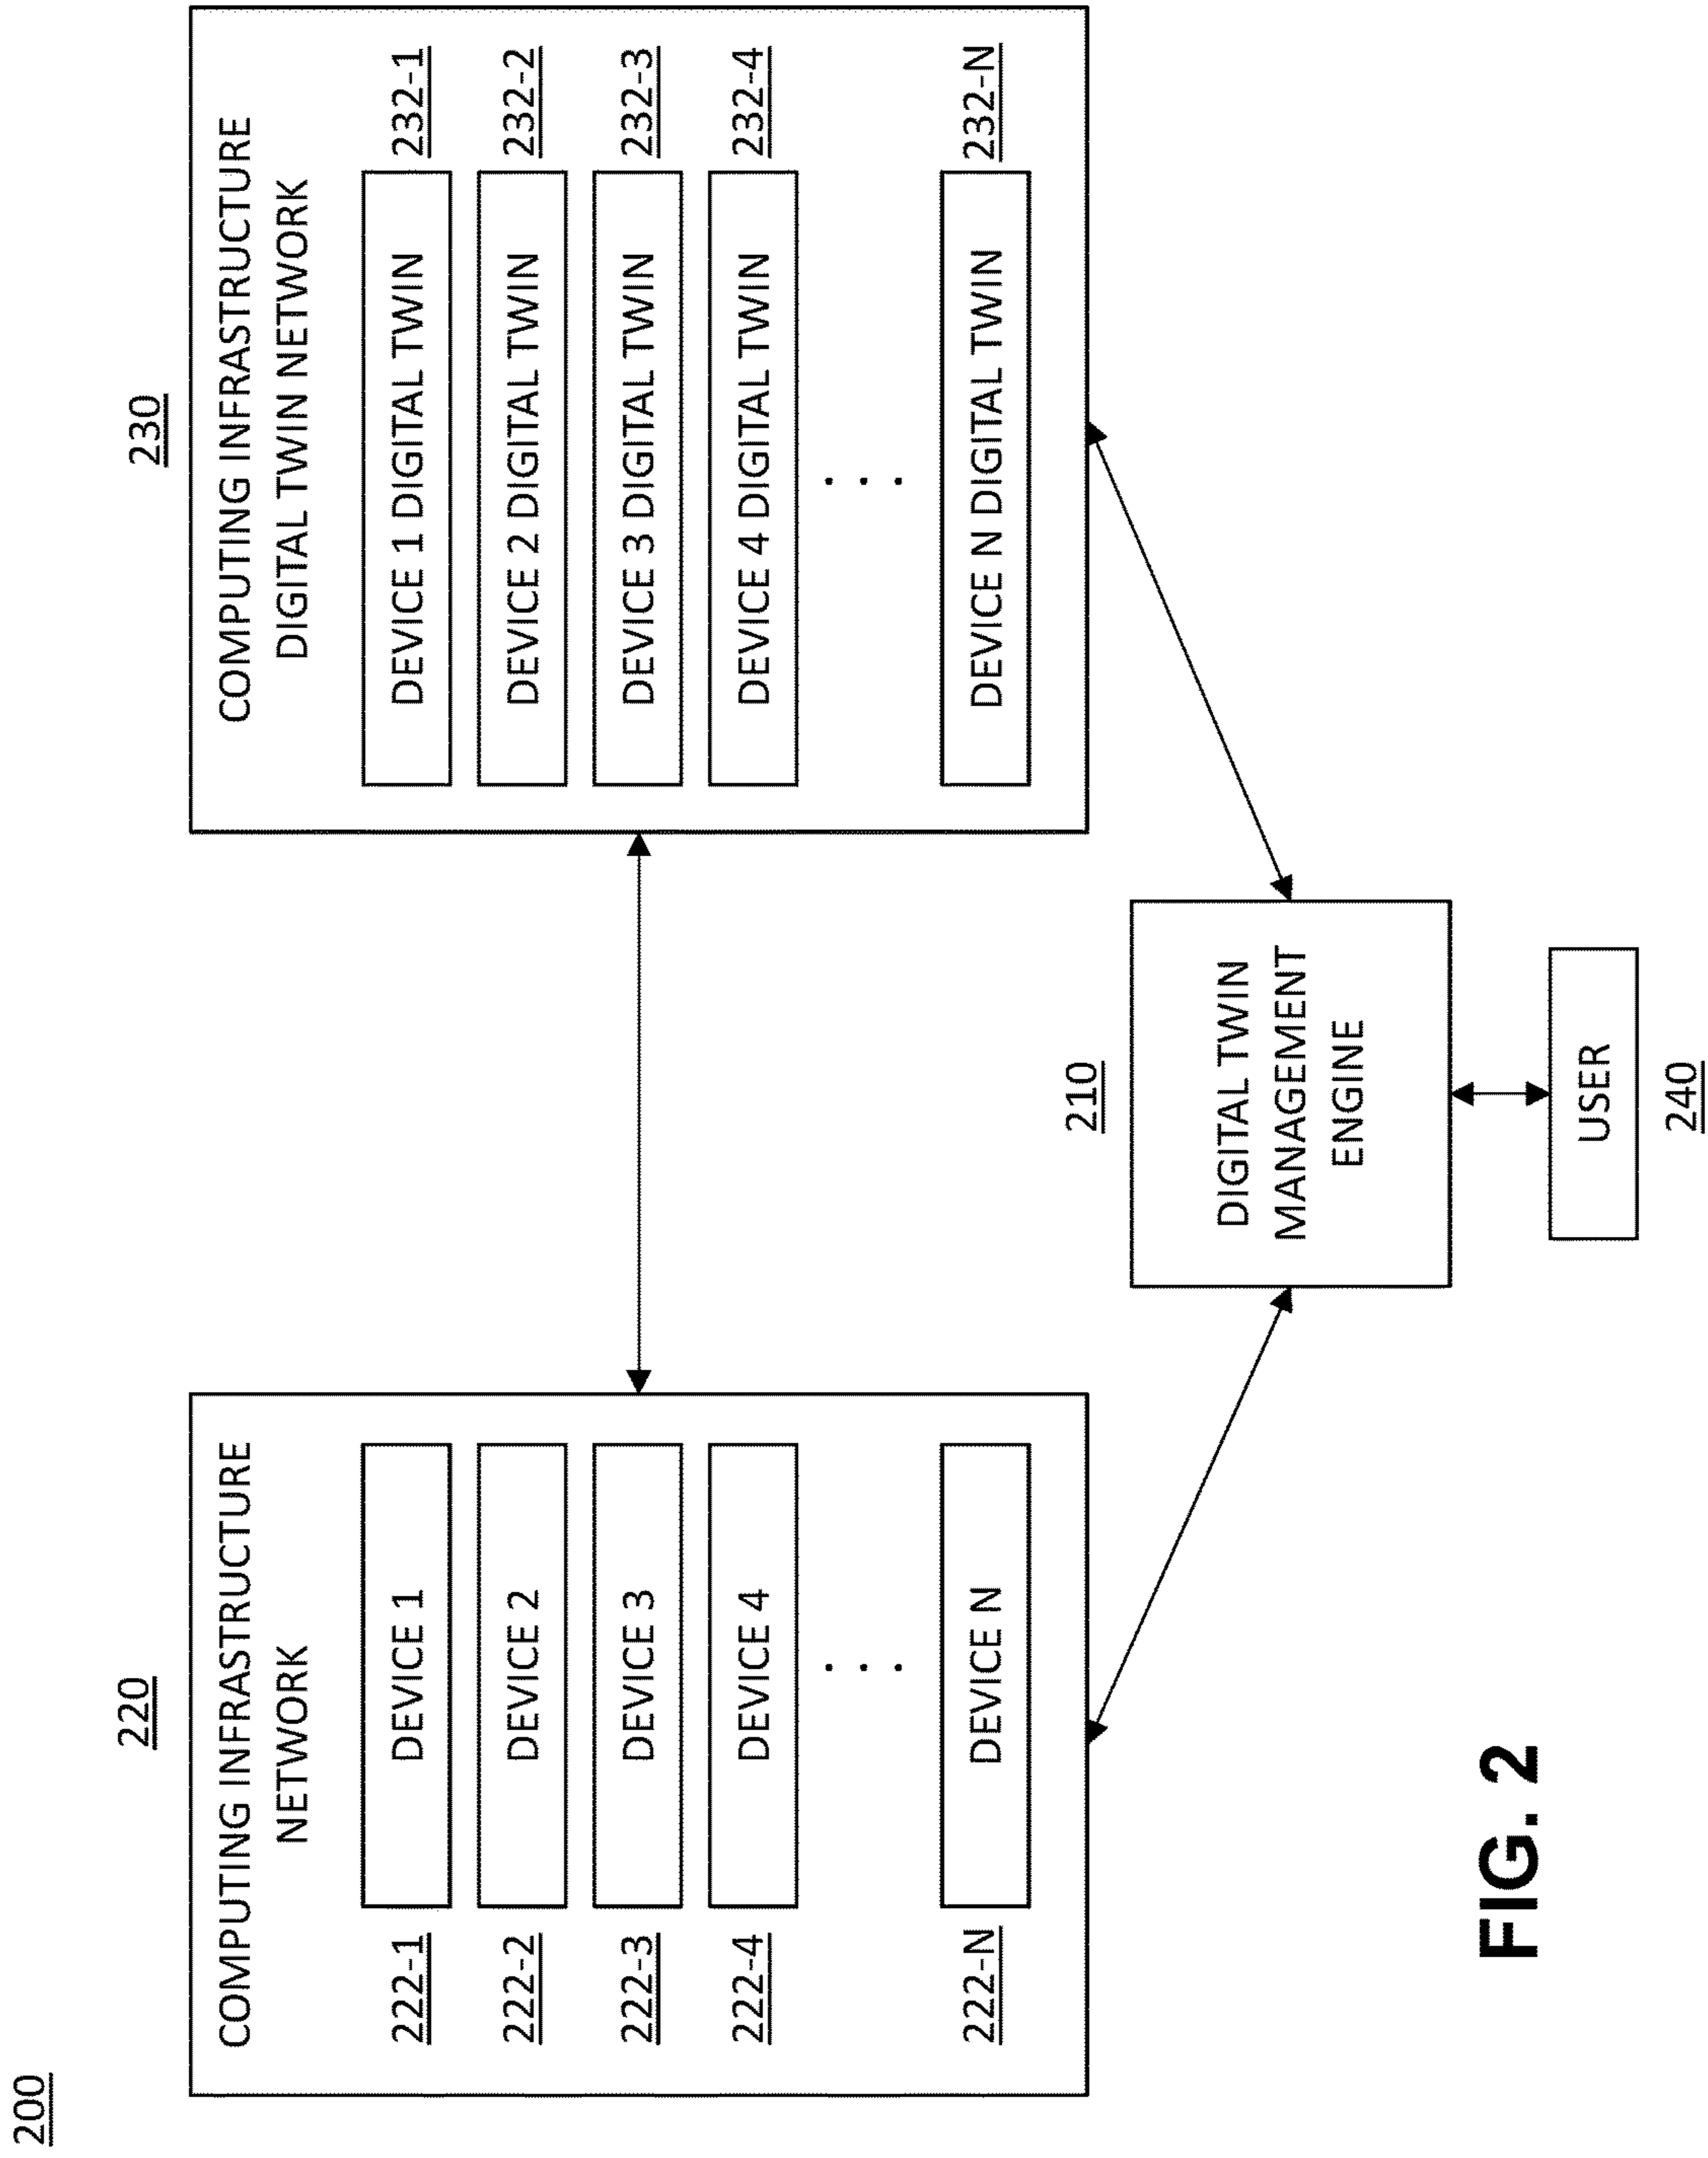 200
220
COMPUTING INFRASTRUCTURE
NETWORK
222-1
DEVICE 1
222-2
DEVICE 2
222-3
DEVICE 3
222-4
DEVICE 4
. . .
222-N
DEVICE N
230
COMPUTING INFRASTRUCTURE
DIGITAL TWIN NETWORK
DEVICE 1 DIGITAL TWIN
232-1
DEVICE 2 DIGITAL TWIN
232-2
DEVICE 3 DIGITAL TWIN
232-3
DEVICE 4 DIGITAL TWIN
232-4
. . .
DEVICE N DIGITAL TWIN
232-N
210
DIGITAL TWIN
MANAGEMENT
ENGINE
USER
240
FIG. 2